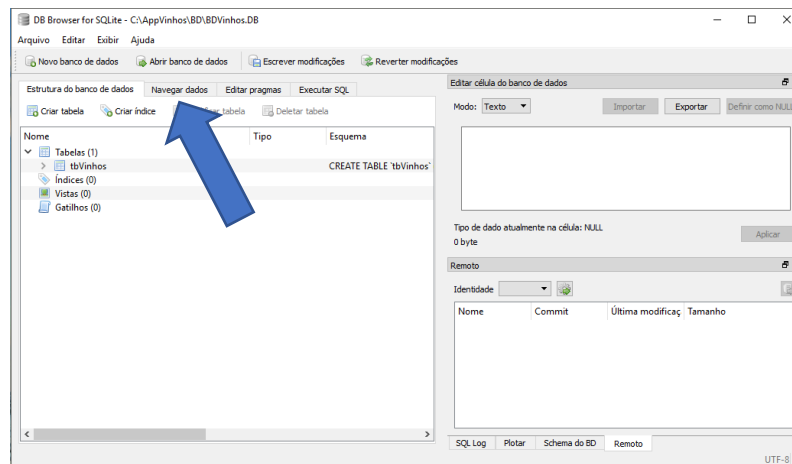 DB Browser for SQLite - C:\AppVinhos\BD\BDVinhos.DB
Arquivo Editar Exibir Ajuda
Novo banco de dados Abrir banco de dados Escrever modificações Reverter modificações
Estrutura do banco de dados Navegar dados Editar pragmas Executar SQL
Criar tabela Criar índice tabela Deletar tabela
Nome Tipo Esquema
Tabelas (1)
tbVinhos CREATE TABLE `tbVinhos`
Índices (0)
Vistas (0)
Gatilhos (0)
Editar célula do banco de dados
Modo: Texto Importar Exportar Definir como NULL
Tipo de dado atualmente na célula: NULL
0 byte
Aplicar
Remoto
Identidade
Nome Commit Última modificaç Tamanho
SQL Log Plotar Schema do BD Remoto
UTF-8